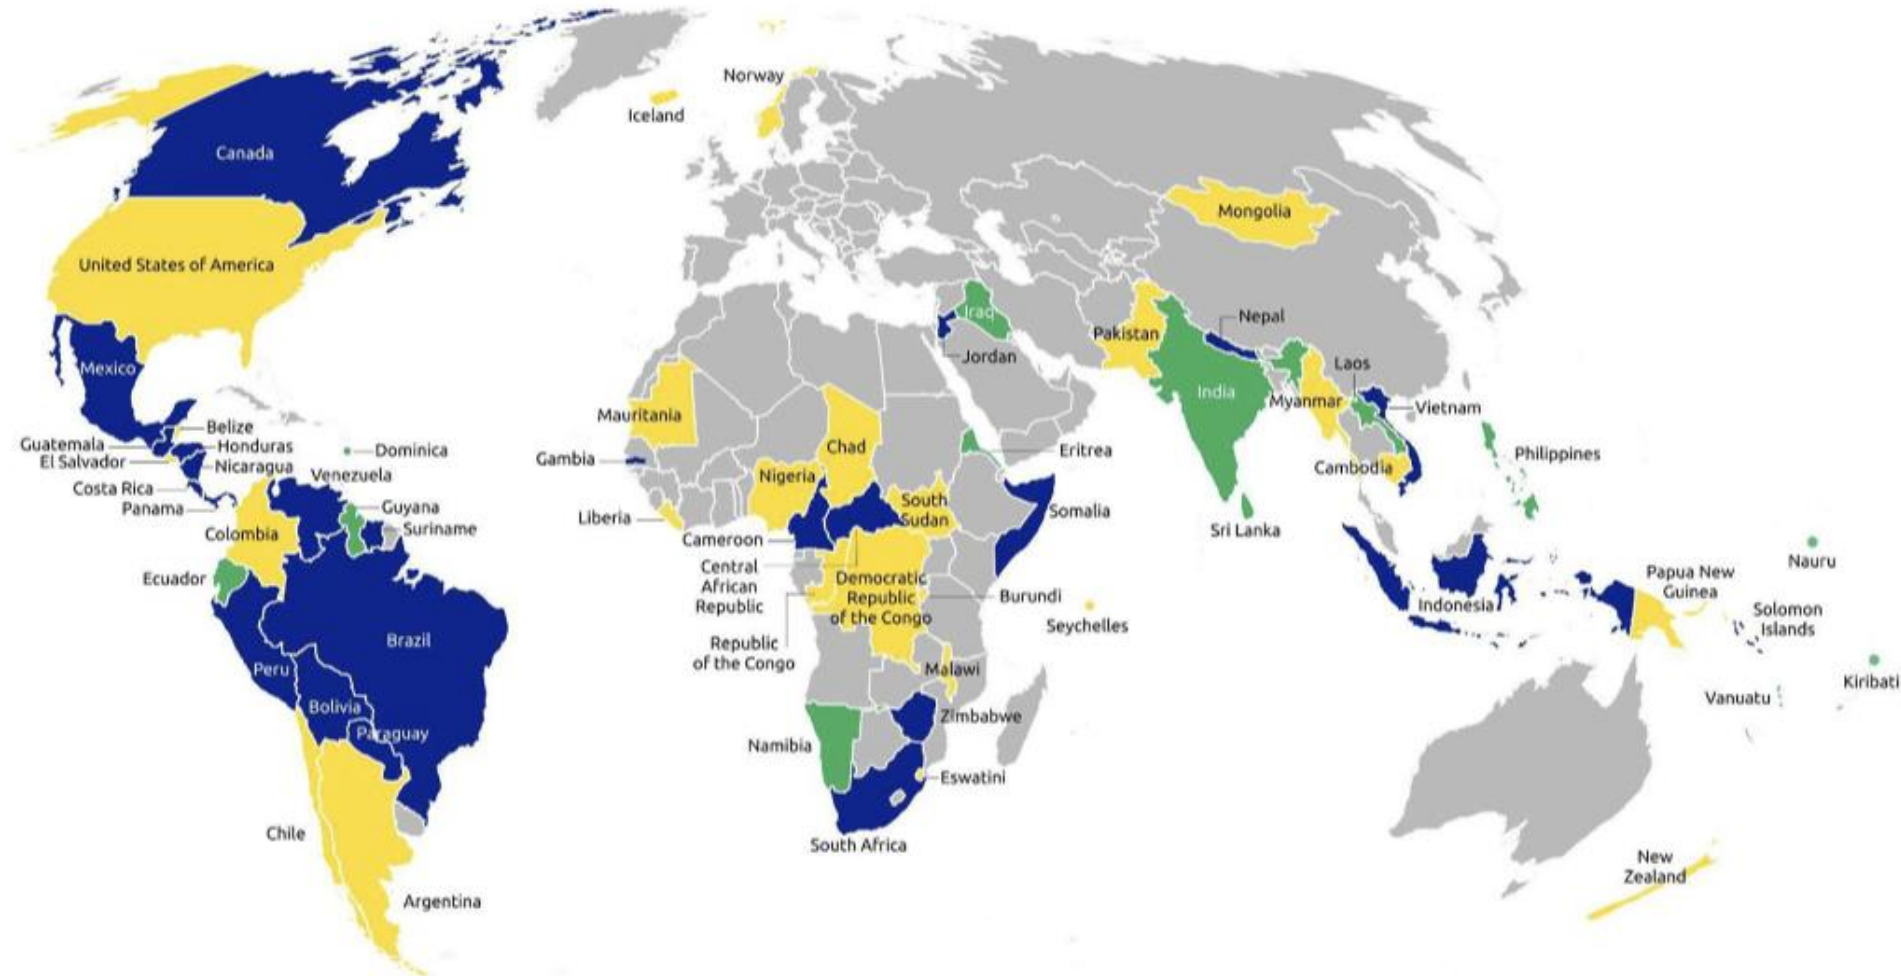 Norway
Iceland
Canada
Mongolia
United States of America
Iraq
Nepal
Pakistan
Jordan
Laos
Mexico
India
Myanmar
Vietnam
Mauritania
Belize
Guatemala
Honduras
Dominica
Chad
Eritrea
Philippines
El Salvador
Gambia
Nicaragua
Cambodia
Venezuela
Nigeria
Costa Rica
Panama
Guyana
South
Sudan
Somalia
Liberia
Suriname
Sri Lanka
Colombia
Cameroon
Nauru
Central
African
Republic
Ecuador
Democratic
Republic
of the Congo
Burundi
Seychelles
Indonesia
Papua New
Guinea
Solomon
Islands
Brazil
Republic
of the Congo
Peru
Malawi
Kiribati
Vanuatu
Bolivia
Zimbabwe
Paraguay
Namibia
Eswatini
Chile
South Africa
New
Zealand
Argentina